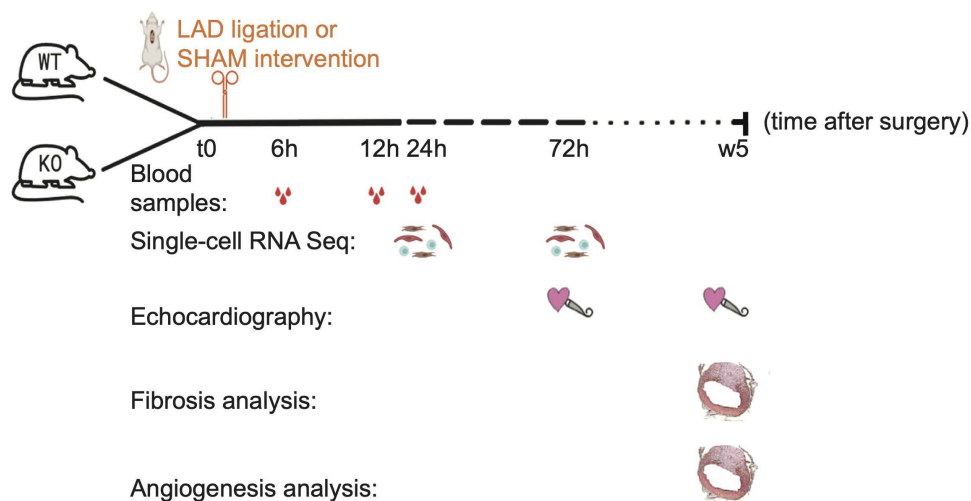 WT
LAD ligation or
SHAM intervention
(time after surgery)
t0 6h 12h 24h 72h w5
KO
Blood
samples:
Single-cell RNA Seq:
Echocardiography:
Fibrosis analysis:
Angiogenesis analysis: